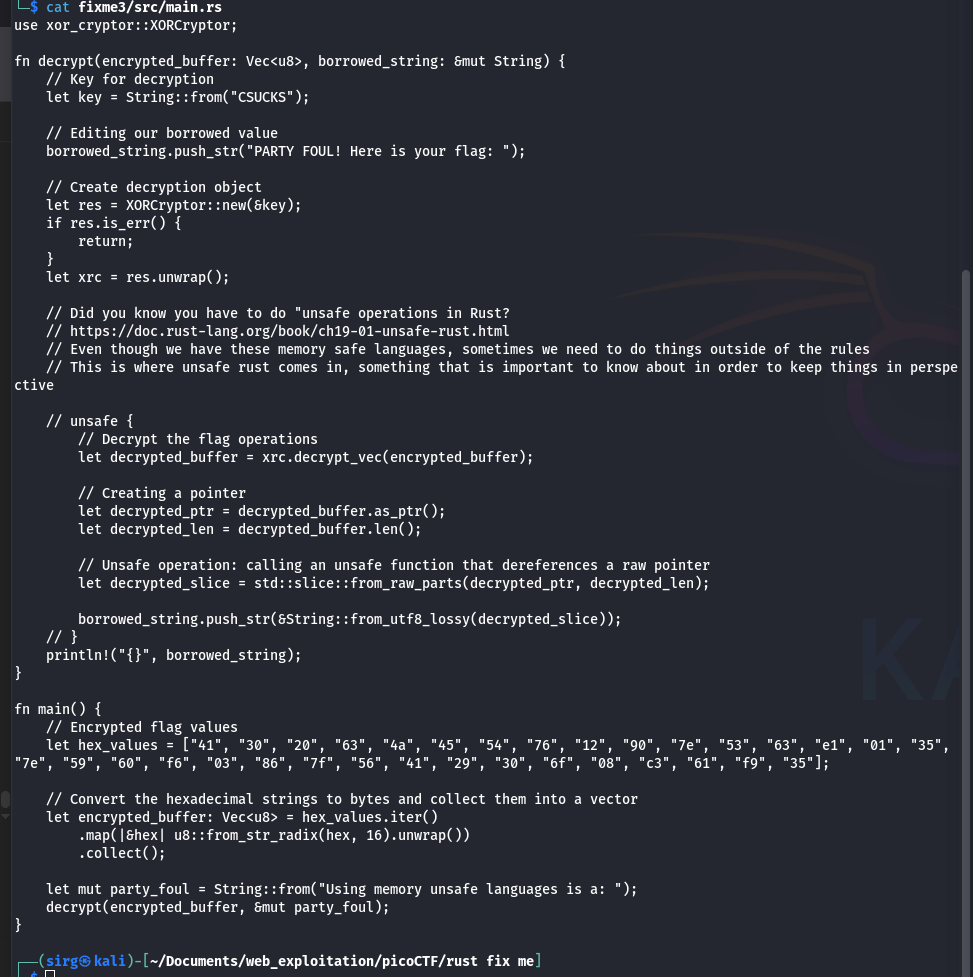 └─$ cat fixme3/src/main.rs
use xor_cryptor::XORCryptor;

fn decrypt(encrypted_buffer: Vec<u8>, borrowed_string: &mut String) {
    // Key for decryption
    let key = String::from("CSUCKS");

    // Editing our borrowed value
    borrowed_string.push_str("PARTY FOUL! Here is your flag: ");

    // Create decryption object
    let res = XORCryptor::new(&key);
    if res.is_err() {
        return;
    }
    let xrc = res.unwrap();

    // Did you know you have to do "unsafe operations in Rust?
    // https://doc.rust-lang.org/book/ch19-01-unsafe-rust.html
    // Even though we have these memory safe languages, sometimes we need to do things outside of the rules
    // This is where unsafe rust comes in, something that is important to know about in order to keep things in perspe
ctive

    // unsafe {
        // Decrypt the flag operations
        let decrypted_buffer = xrc.decrypt_vec(encrypted_buffer);

        // Creating a pointer
        let decrypted_ptr = decrypted_buffer.as_ptr();
        let decrypted_len = decrypted_buffer.len();

        // Unsafe operation: calling an unsafe function that dereferences a raw pointer
        let decrypted_slice = std::slice::from_raw_parts(decrypted_ptr, decrypted_len);

        borrowed_string.push_str(&String::from_utf8_lossy(decrypted_slice));
    // }
    println!("{}", borrowed_string);
}

fn main() {
    // Encrypted flag values
    let hex_values = ["41", "30", "20", "63", "4a", "45", "54", "76", "12", "90", "7e", "53", "63", "e1", "01", "35",
"7e", "59", "60", "f6", "03", "86", "7f", "56", "41", "29", "30", "6f", "08", "c3", "61", "f9", "35"];

    // Convert the hexadecimal strings to bytes and collect them into a vector
    let encrypted_buffer: Vec<u8> = hex_values.iter()
        .map(|&hex| u8::from_str_radix(hex, 16).unwrap())
        .collect();

    let mut party_foul = String::from("Using memory unsafe languages is a: ");
    decrypt(encrypted_buffer, &mut party_foul);
}

┌──(sirg㉿kali)-[~/Documents/web_exploitation/picoCTF/rust fix me]
└─$
KA